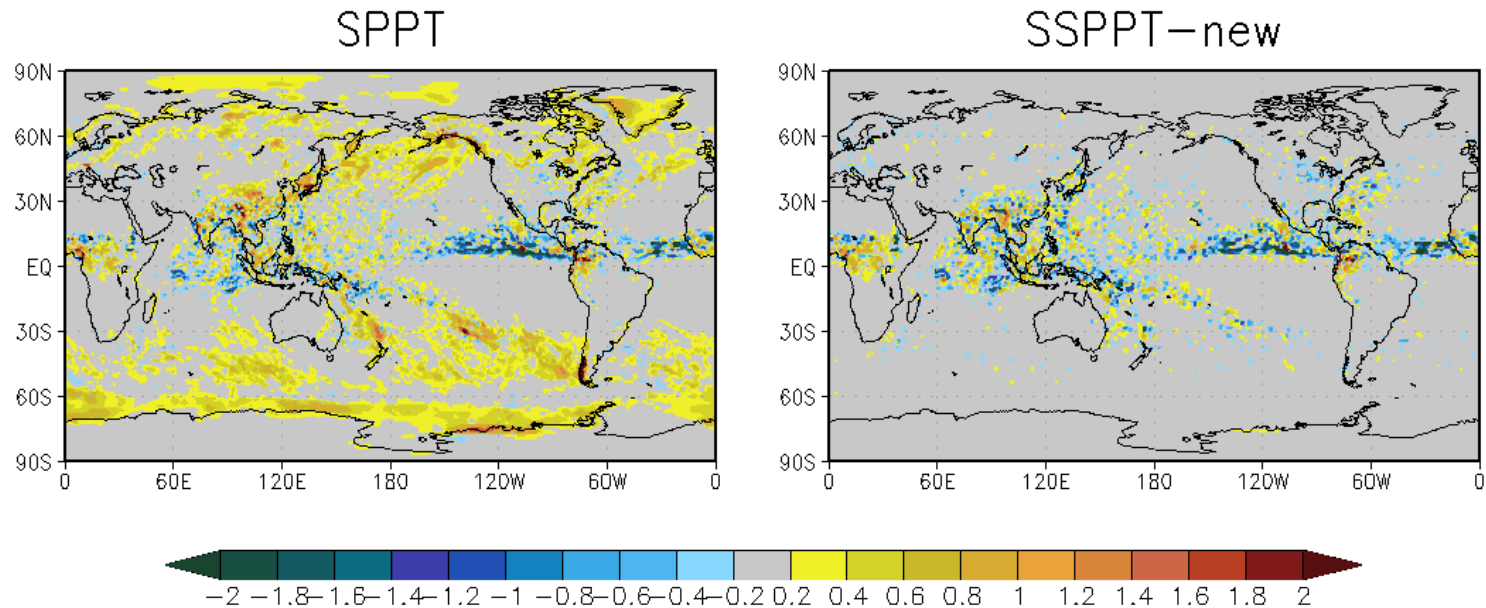 SPPT SSPPT-new
90N 90N
60N 60N
30N 30N
EQ EQ
30S 30S
60S 60S
90S 90S
0 60E 120E 180 120W 60W 0 0 60E 120E 180 120W 60W 0
-2 -1.8 -1.6 -1.4 -1.2 -1 -0.8 -0.6 -0.4 -0.2 0.2 0.4 0.6 0.8 1 1.2 1.4 1.6 1.8 2